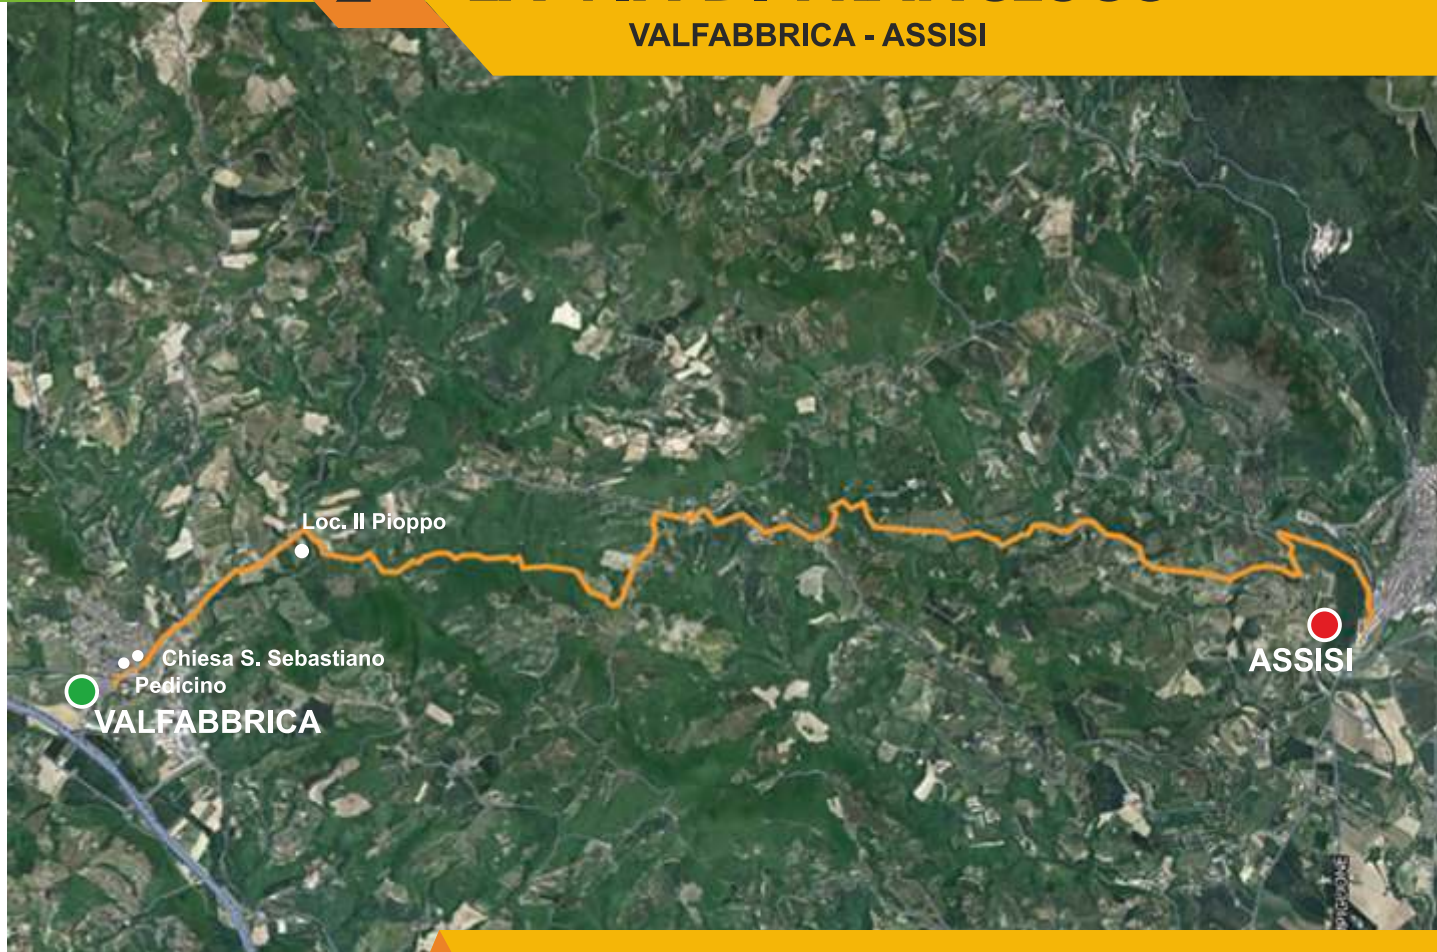 VALFABBRICA - ASSISI
Loc. Il Pioppo
Chiesa S. Sebastiano
Pedicino
VALFABBRICA
ASSISI